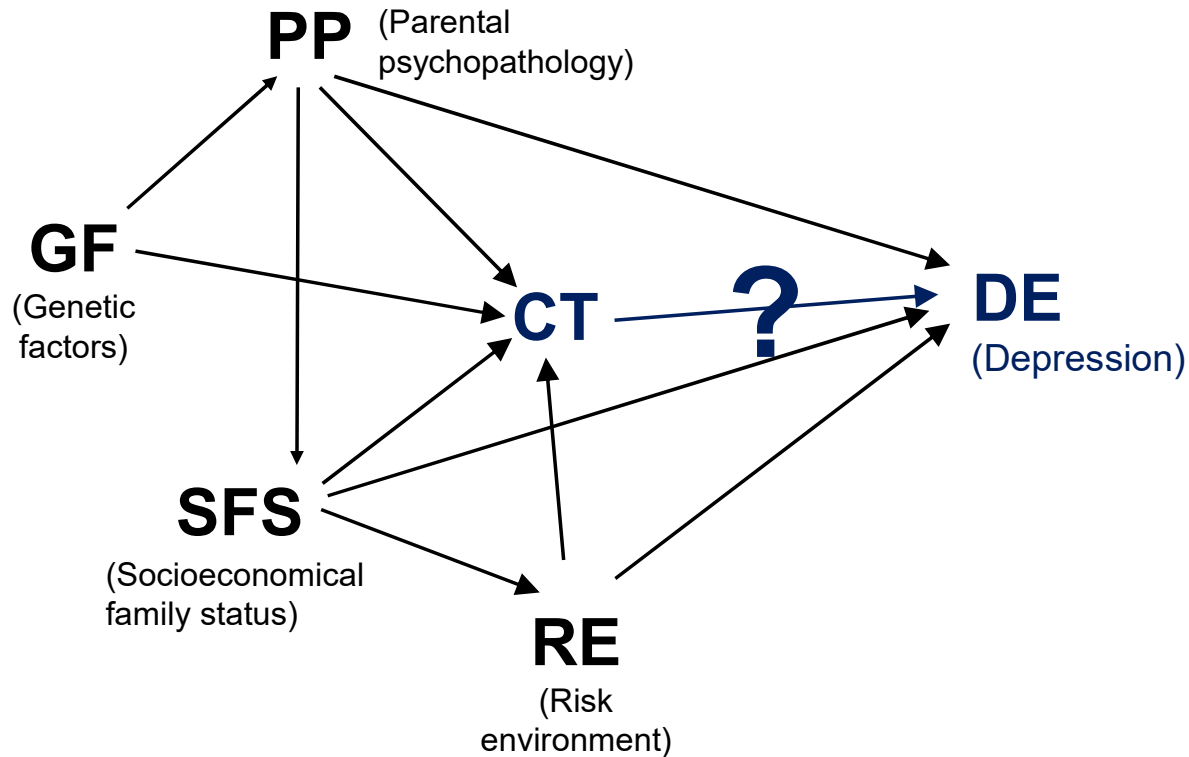 PP
(Parental
psychopathology)
GF
(Genetic
factors)
CT
?
DE
(Depression)
SFS
(Socioeconomical
family status)
RE
(Risk
environment)